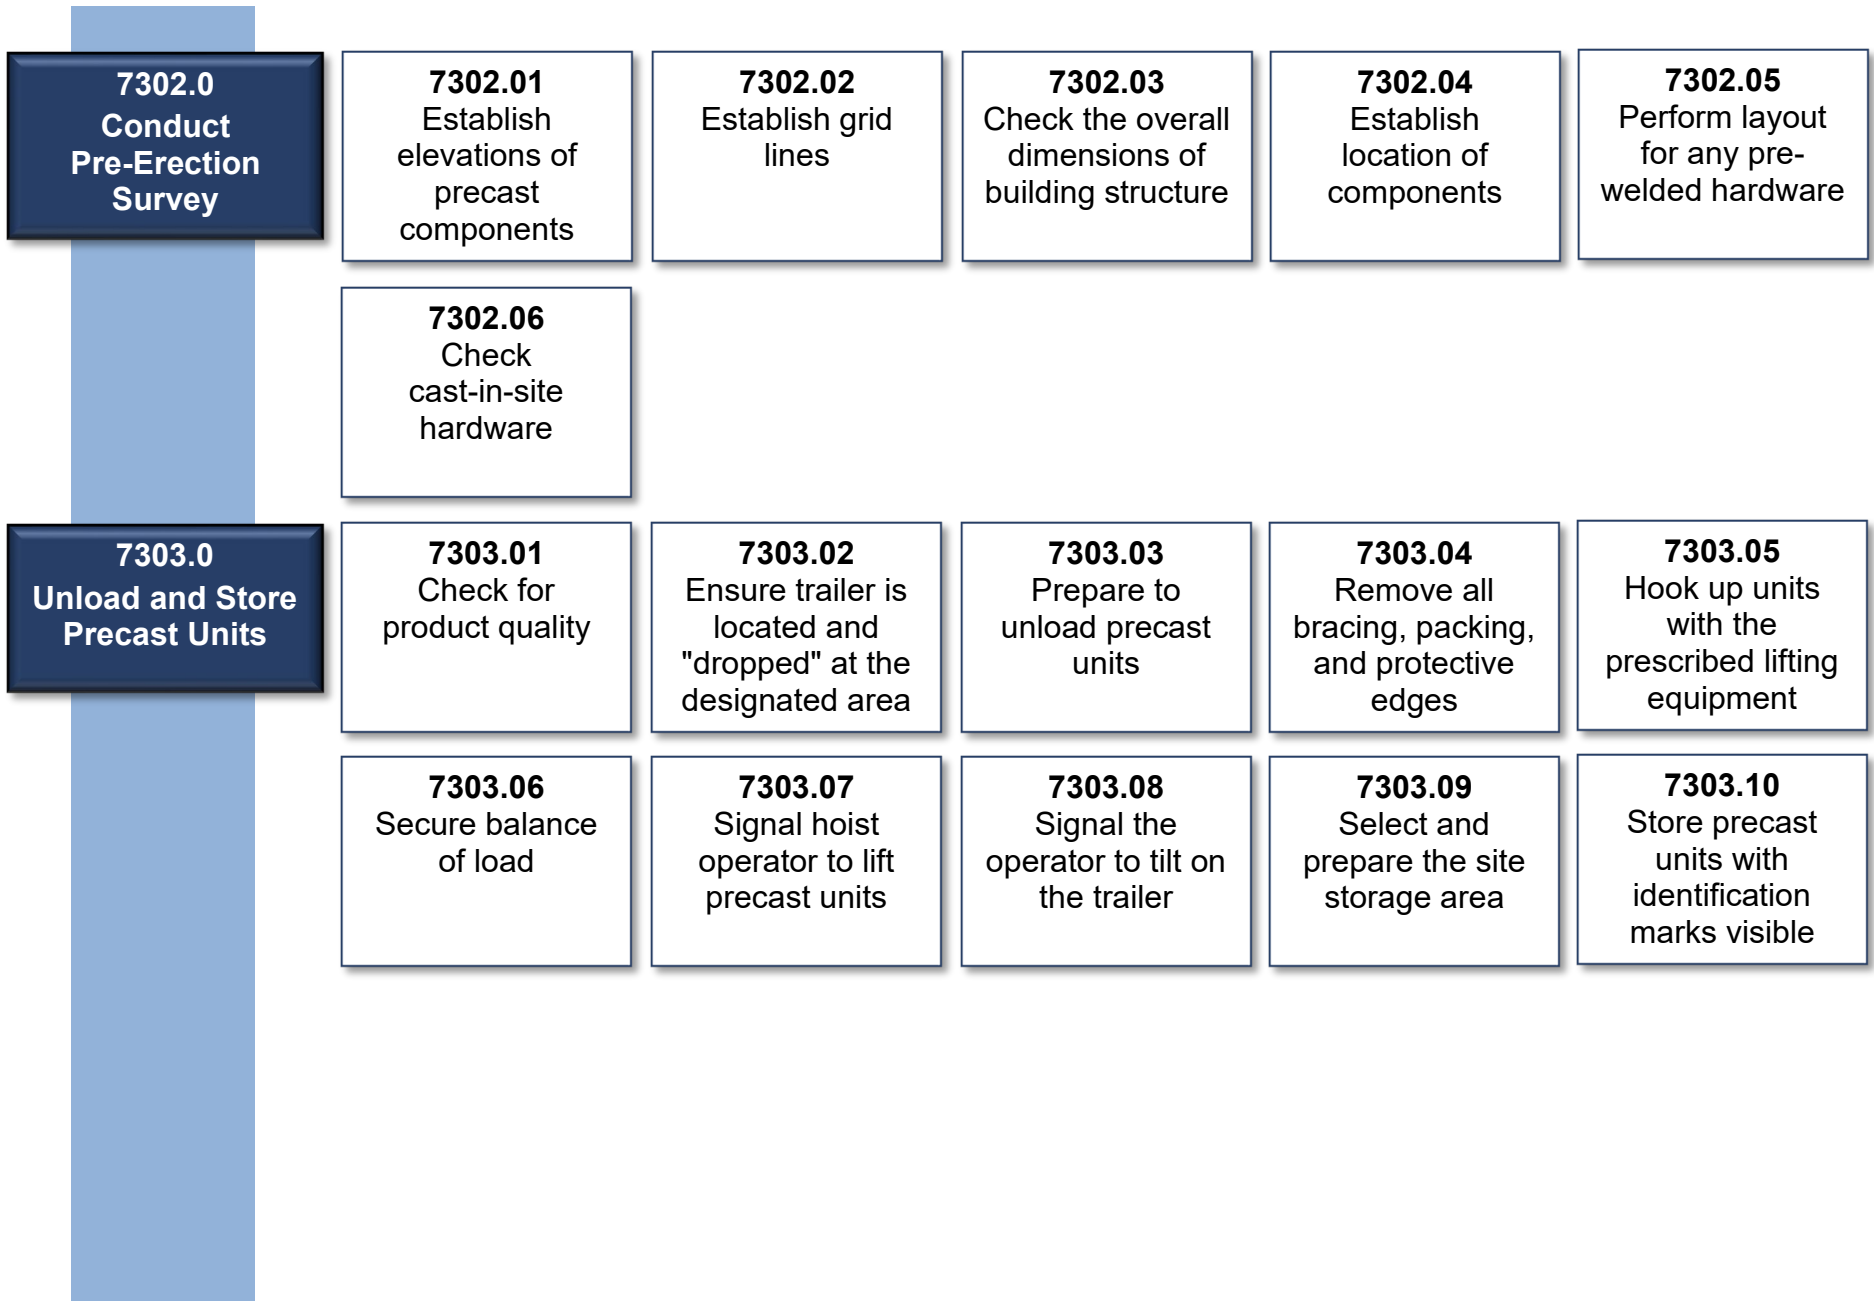 7302.0
Conduct
Pre-Erection
Survey
7302.01
Establish
elevations of
precast
components
7302.02
Establish grid
lines
7302.03
Check the overall
dimensions of
building structure
7302.04
Establish
location of
components
7302.05
Perform layout
for any pre-
welded hardware
7302.06
Check
cast-in-site
hardware
7303.0
Unload and Store
Precast Units
7303.01
Check for
product quality
7303.02
Ensure trailer is
located and
"dropped" at the
designated area
7303.03
Prepare to
unload precast
units
7303.04
Remove all
bracing, packing,
and protective
edges
7303.05
Hook up units
with the
prescribed lifting
equipment
7303.06
Secure balance
of load
7303.07
Signal hoist
operator to lift
precast units
7303.08
Signal the
operator to tilt on
the trailer
7303.09
Select and
prepare the site
storage area
7303.10
Store precast
units with
identification
marks visible